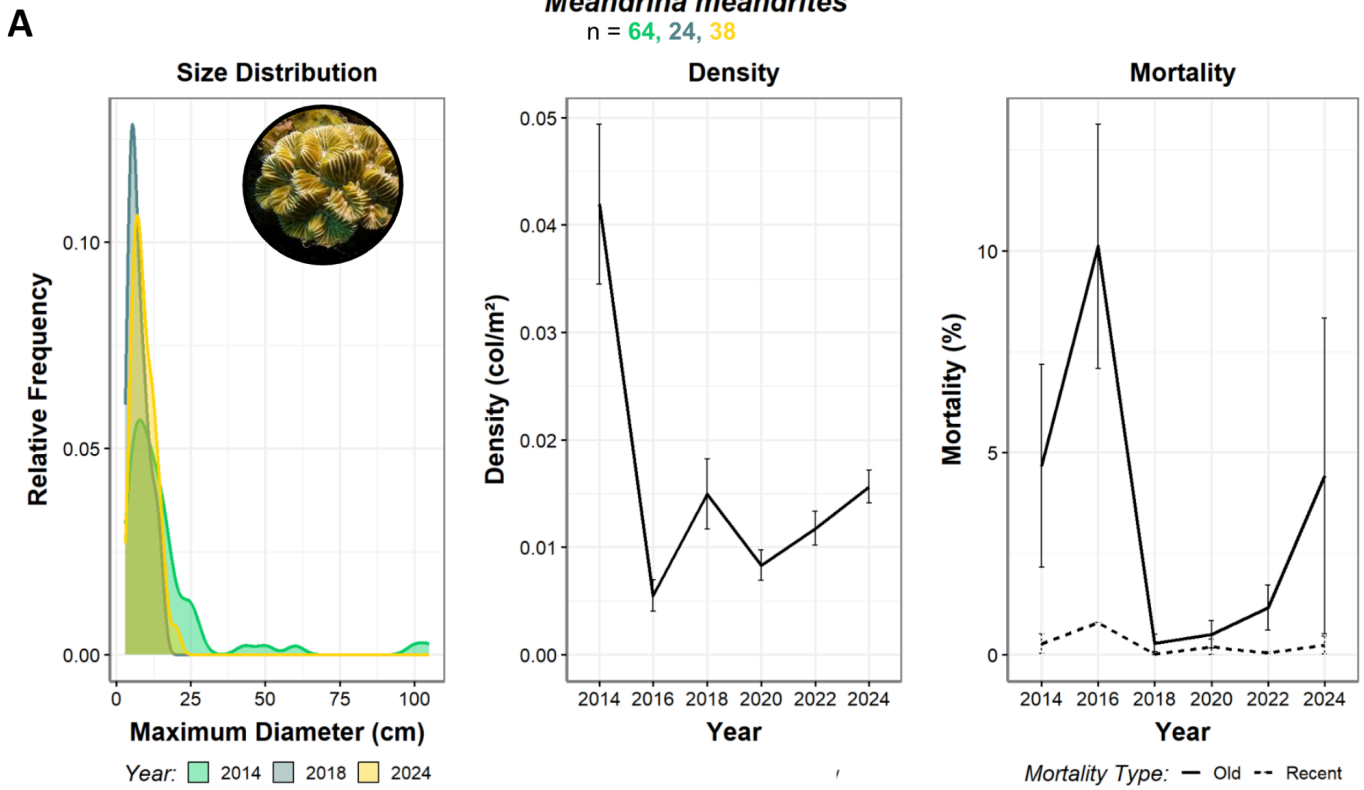 A
Meandrina meandrites
n = 64, 24, 38
Size Distribution
Relative Frequency
0.10
0.05
0.00
0 25 50 75 100
Maximum Diameter (cm)
Year: 2014 2018 2024
Density
Density (col/m²)
0.05
0.04
0.03
0.02
0.01
0.00
2014 2016 2018 2020 2022 2024
Year
Mortality
Mortality (%)
10
5
0
2014 2016 2018 2020 2022 2024
Year
Mortality Type: Old Recent